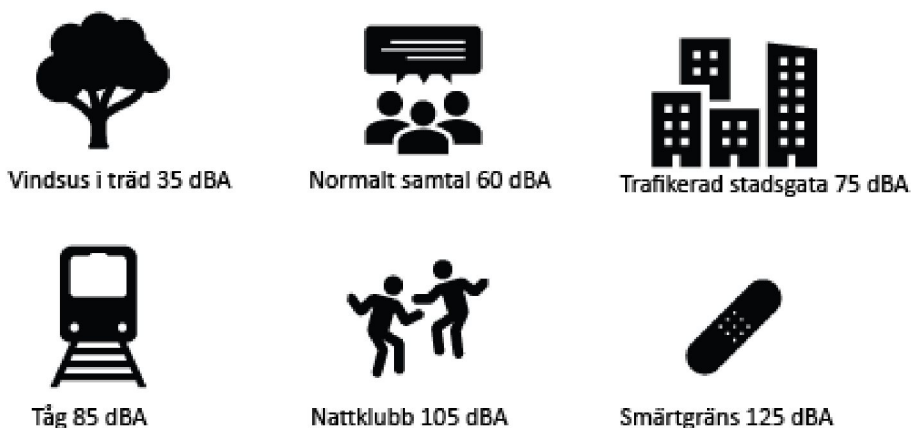 Vindsus i träd 35 dBA
Normalt samtal 60 dBA
Trafikerad stadsgata 75 dBA
Tåg 85 dBA
Nattklubb 105 dBA
Smärtgräns 125 dBA